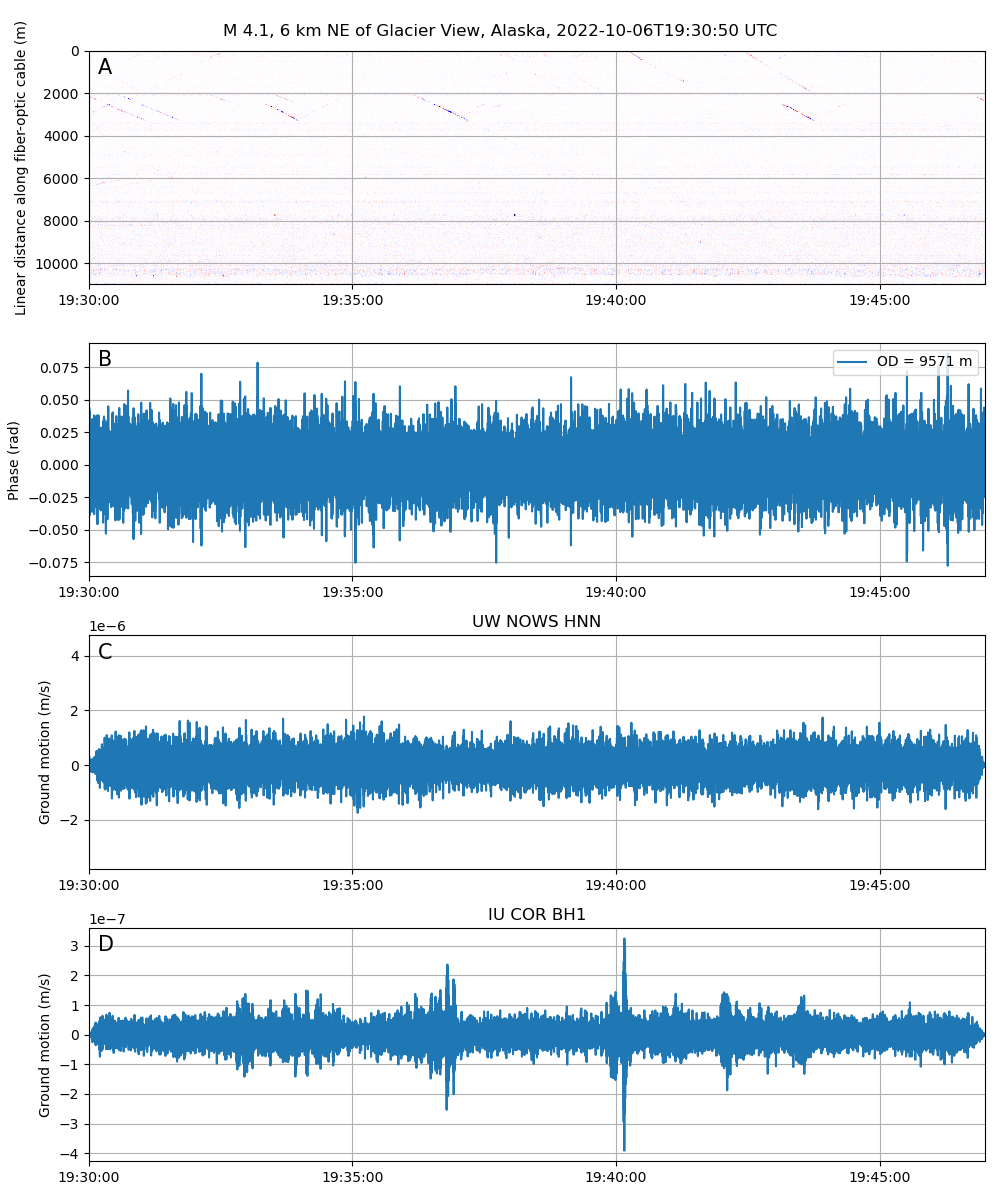 M 4.1, 6 km NE of Glacier View, Alaska, 2022-10-06T19:30:50 UTC
A
Linear distance along fiber-optic cable (m)
0
2000
4000
6000
8000
10000
19:30:00 19:35:00 19:40:00 19:45:00
B
OD = 9571 m
Phase (rad)
0.075
0.050
0.025
0.000
−0.025
−0.050
−0.075
19:30:00 19:35:00 19:40:00 19:45:00
UW NOWS HNN
1e−6
C
Ground motion (m/s)
4
2
0
−2
19:30:00 19:35:00 19:40:00 19:45:00
IU COR BH1
1e−7
D
Ground motion (m/s)
3
2
1
0
−1
−2
−3
−4
19:30:00 19:35:00 19:40:00 19:45:00